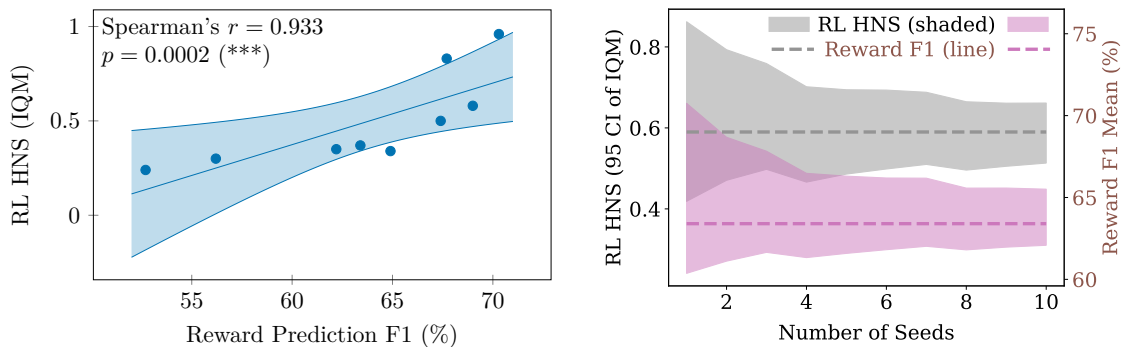 Spearman's r = 0.933
p = 0.0002 (***)
RL HNS (IQM)
1
0.5
0
55
60
65
70
Reward Prediction F1 (%)
RL HNS (shaded)
Reward F1 (line)
RL HNS (95 CI of IQM)
0.8
0.6
0.4
75
70
65
60
Reward F1 Mean (%)
2
4
6
8
10
Number of Seeds